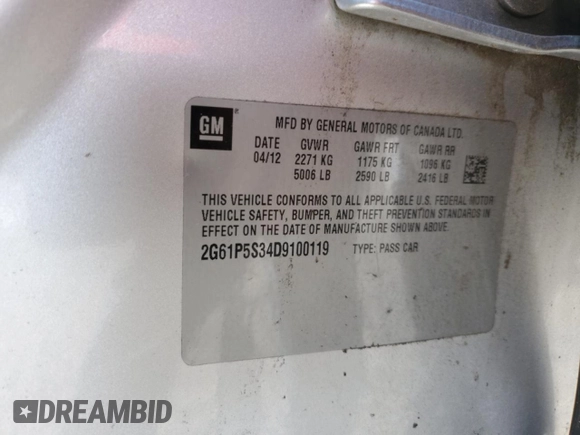 GM
MFD BY GENERAL MOTORS OF CANADA LTD.
DATE GVWR GAWR FRT GAWR RR
04/12 2271 KG 1175 KG 1096 KG
5006 LB 2590 LB 2416 LB
THIS VEHICLE CONFORMS TO ALL APPLICABLE U.S. FEDERAL MOTOR
VEHICLE SAFETY, BUMPER, AND THEFT PREVENTION STANDARDS IN
EFFECT ON THE DATE OF MANUFACTURE SHOWN ABOVE.
2G61P5S34D9100119 TYPE: PASS CAR
DREAMBID